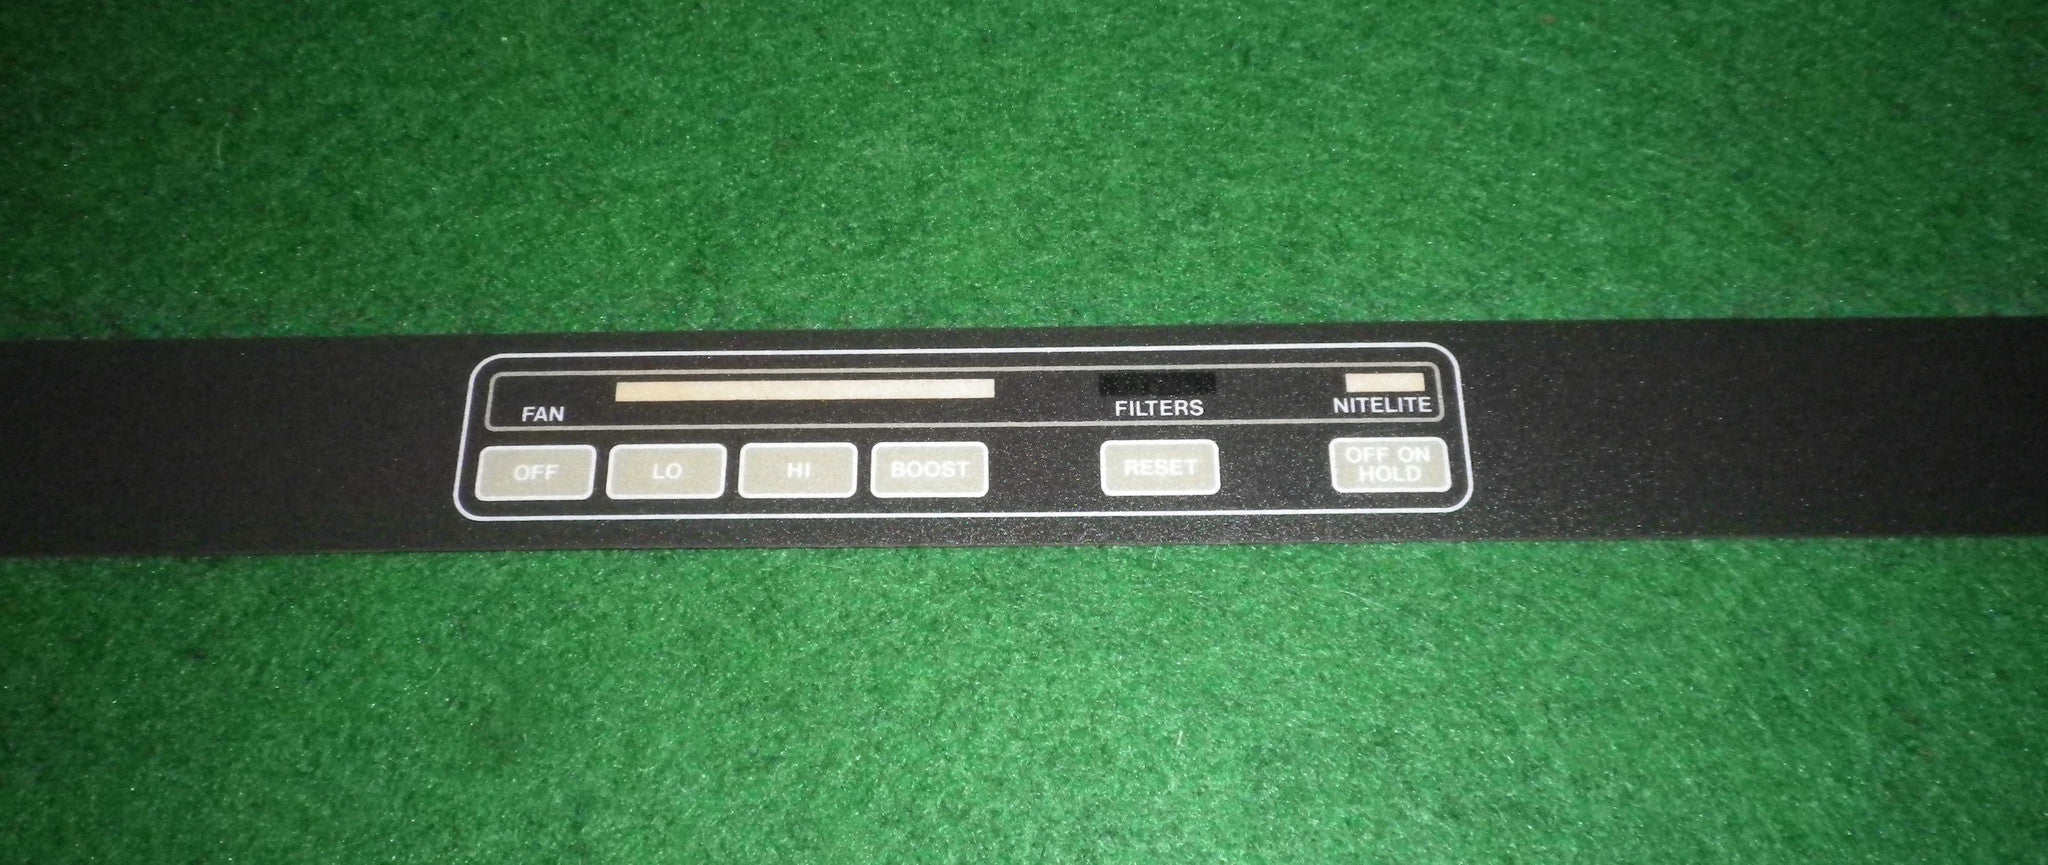 FAN FILTERS NITELITE
OFF LO HI BOOST RESET OFF ON
HOLD